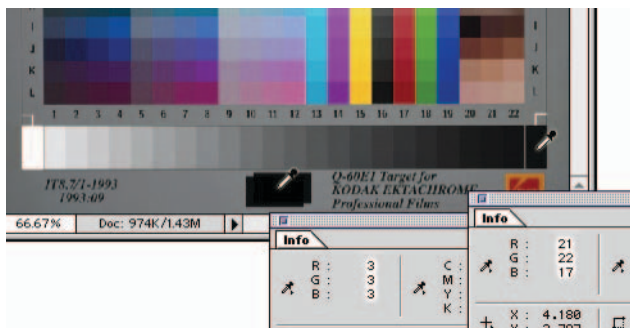 I I
J J
K K
L L
1 2 3 4 5 6 7 8 9 10 11 12 13 14 15 16 17 18 19 20 21 22
IT8.7/1-1993
1993:09
Q-60E1 Target for
KODAK EKTACHROME
Professional Films
66.67% Doc: 974K/1.43M
Info
R : 3
G : 3
B : 3
C :
M :
Y :
K :
Info
R : 21
G : 22
B : 17
X : 4.180